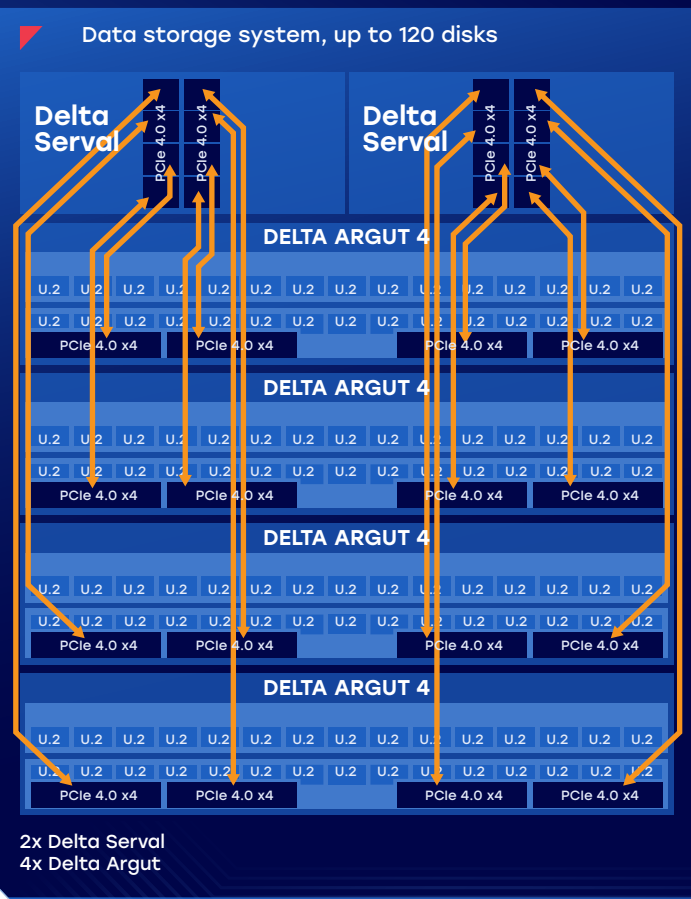 Data storage system, up to 120 disks
Delta
Serval
PCIe 4.0 x4
PCIe 4.0 x4
Delta
Serval
PCIe 4.0 x4
PCIe 4.0 x4
DELTA ARGUT 4
U.2 U.2 U.2 U.2 U.2 U.2 U.2 U.2 U.2 U.2 U.2 U.2 U.2 U.2 U.2
U.2 U.2 U.2 U.2 U.2 U.2 U.2 U.2 U.2 U.2 U.2 U.2 U.2 U.2 U.2
PCIe 4.0 x4 PCIe 4.0 x4 PCIe 4.0 x4 PCIe 4.0 x4
DELTA ARGUT 4
U.2 U.2 U.2 U.2 U.2 U.2 U.2 U.2 U.2 U.2 U.2 U.2 U.2 U.2 U.2
U.2 U.2 U.2 U.2 U.2 U.2 U.2 U.2 U.2 U.2 U.2 U.2 U.2 U.2 U.2
PCIe 4.0 x4 PCIe 4.0 x4 PCIe 4.0 x4 PCIe 4.0 x4
DELTA ARGUT 4
U.2 U.2 U.2 U.2 U.2 U.2 U.2 U.2 U.2 U.2 U.2 U.2 U.2 U.2 U.2
U.2 U.2 U.2 U.2 U.2 U.2 U.2 U.2 U.2 U.2 U.2 U.2 U.2 U.2 U.2
PCIe 4.0 x4 PCIe 4.0 x4 PCIe 4.0 x4 PCIe 4.0 x4
DELTA ARGUT 4
U.2 U.2 U.2 U.2 U.2 U.2 U.2 U.2 U.2 U.2 U.2 U.2 U.2 U.2 U.2
U.2 U.2 U.2 U.2 U.2 U.2 U.2 U.2 U.2 U.2 U.2 U.2 U.2 U.2 U.2
PCIe 4.0 x4 PCIe 4.0 x4 PCIe 4.0 x4 PCIe 4.0 x4
2x Delta Serval
4x Delta Argut